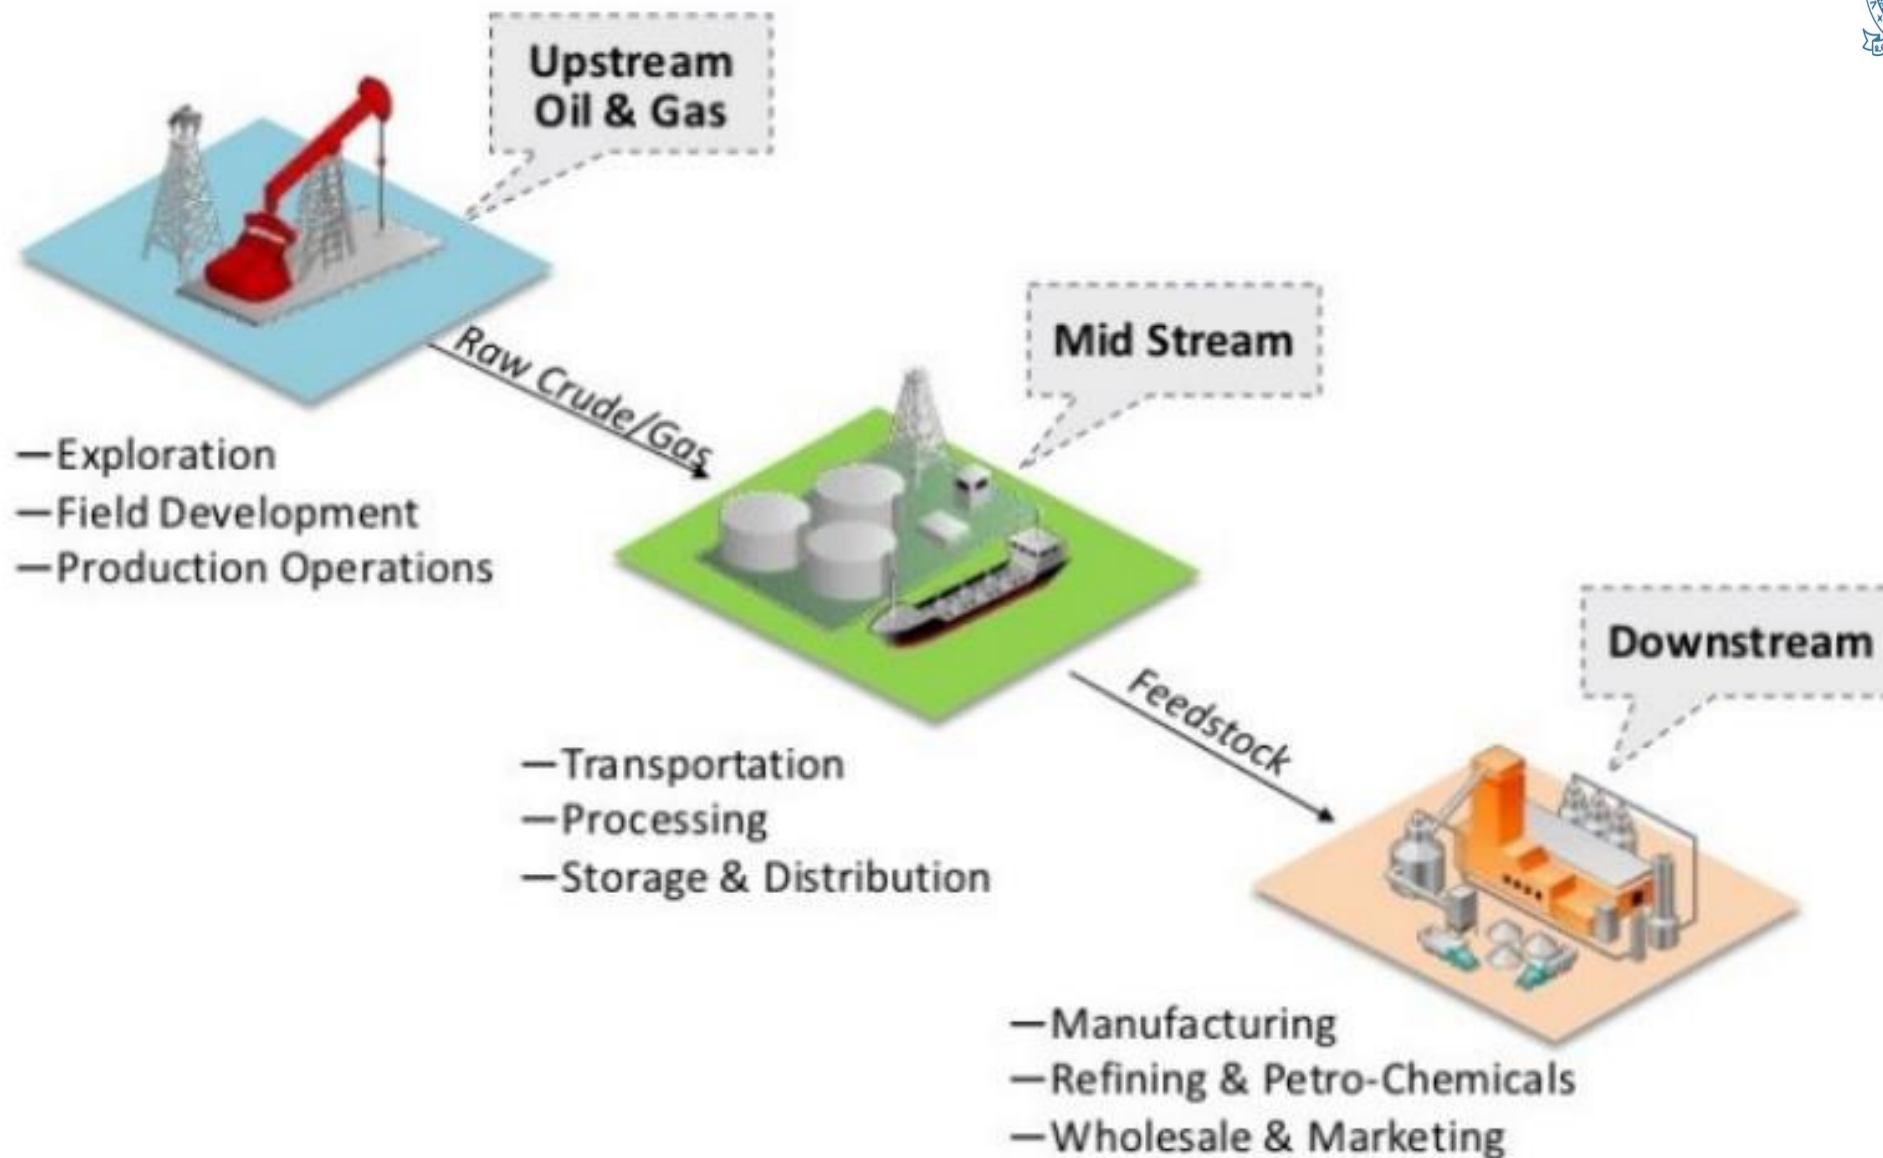 Upstream
Oil & Gas
Raw Crude/Gas
Mid Stream
—Exploration
—Field Development
—Production Operations
Feedstock
Downstream
—Transportation
—Processing
—Storage & Distribution
—Manufacturing
—Refining & Petro-Chemicals
—Wholesale & Marketing